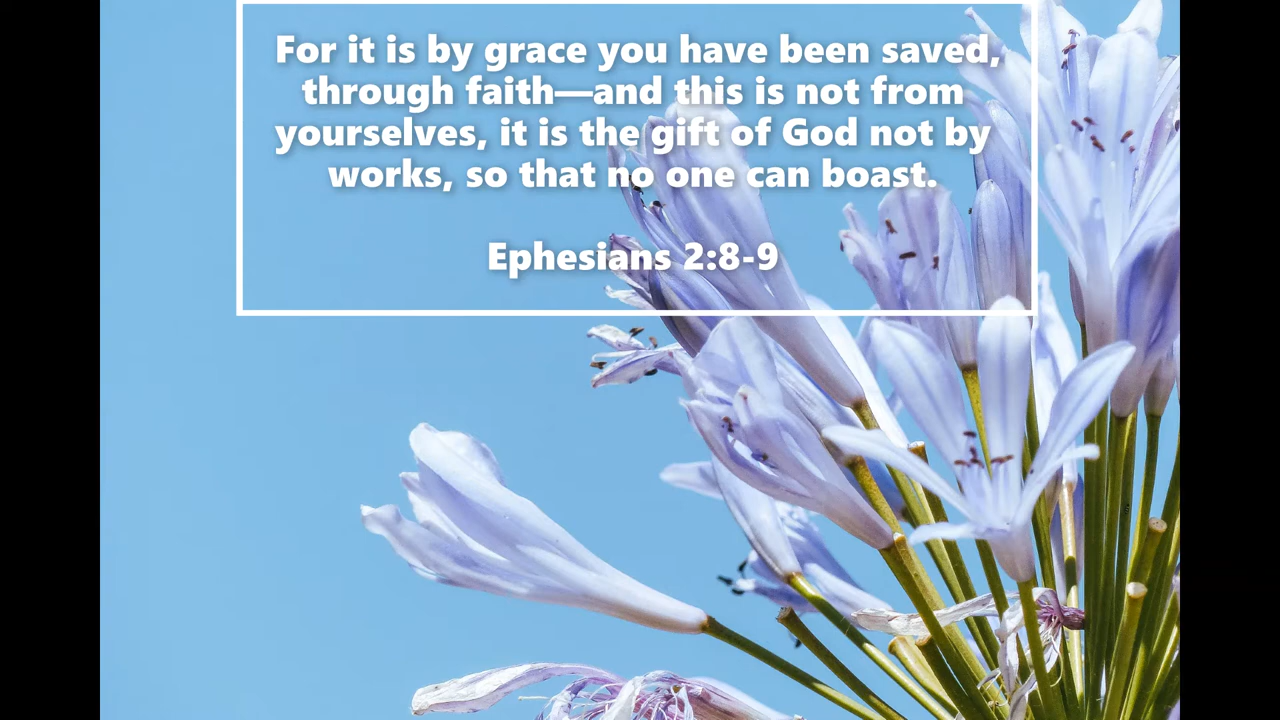 For it is by grace you have been saved,
through faith—and this is not from
yourselves, it is the gift of God not by
works, so that no one can boast.
Ephesians 2:8-9